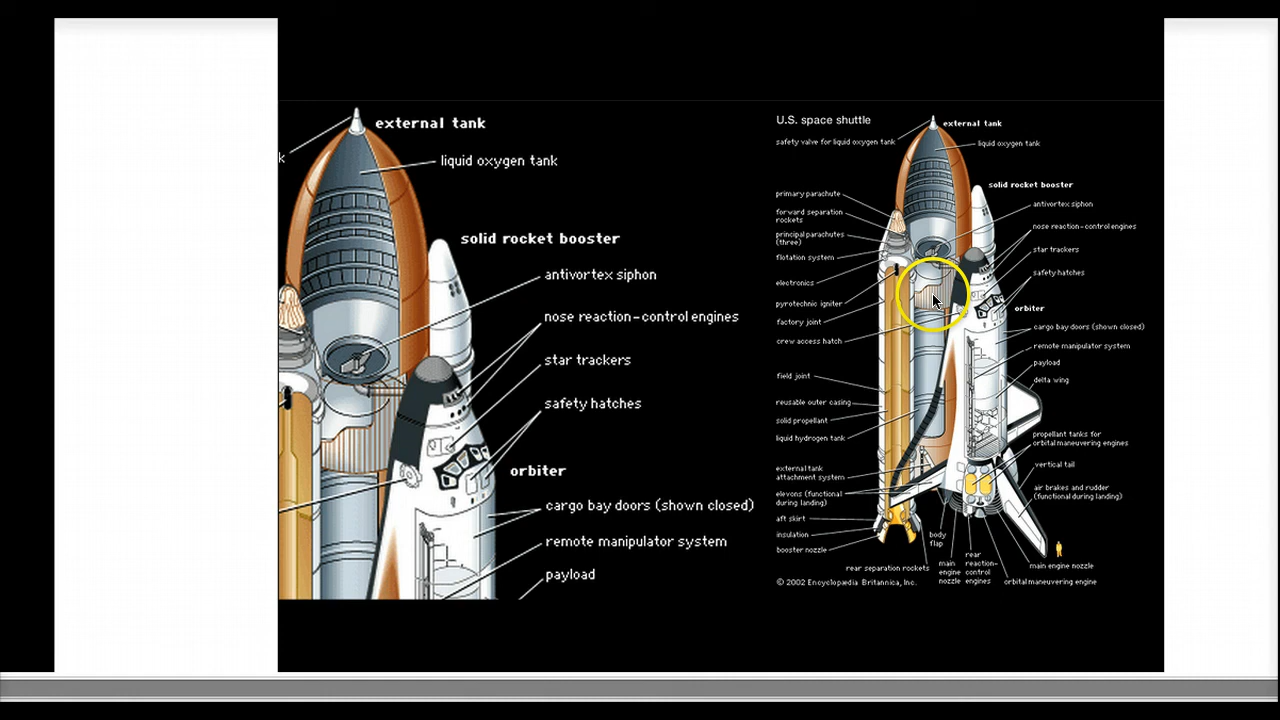 external tank
k
liquid oxygen tank
solid rocket booster
antivortex siphon
nose reaction-control engines
star trackers
safety hatches
orbiter
cargo bay doors (shown closed)
remote manipulator system
payload
U.S. space shuttle
external tank
safety valve for liquid oxygen tank
liquid oxygen tank
solid rocket booster
primary parachute
antivortex siphon
forward separation
rockets
nose reaction-control engines
principal parachutes
(three)
star trackers
flotation system
safety hatches
electronics
pyrotechnic igniter
orbiter
factory joint
cargo bay doors (shown closed)
crew access hatch
remote manipulator system
payload
field joint
delta wing
reusable outer casing
solid propellant
liquid hydrogen tank
propellant tanks for
orbital maneuvering engines
external tank
attachment system
vertical tail
elevons (functional
during landing)
air brakes and rudder
(functional during landing)
aft skirt
insulation
booster nozzle
body
flap
rear separation rockets
main
engine
nozzle
rear
reaction-
control
engines
main engine nozzle
orbital maneuvering engine
© 2002 Encyclopædia Britannica, Inc.